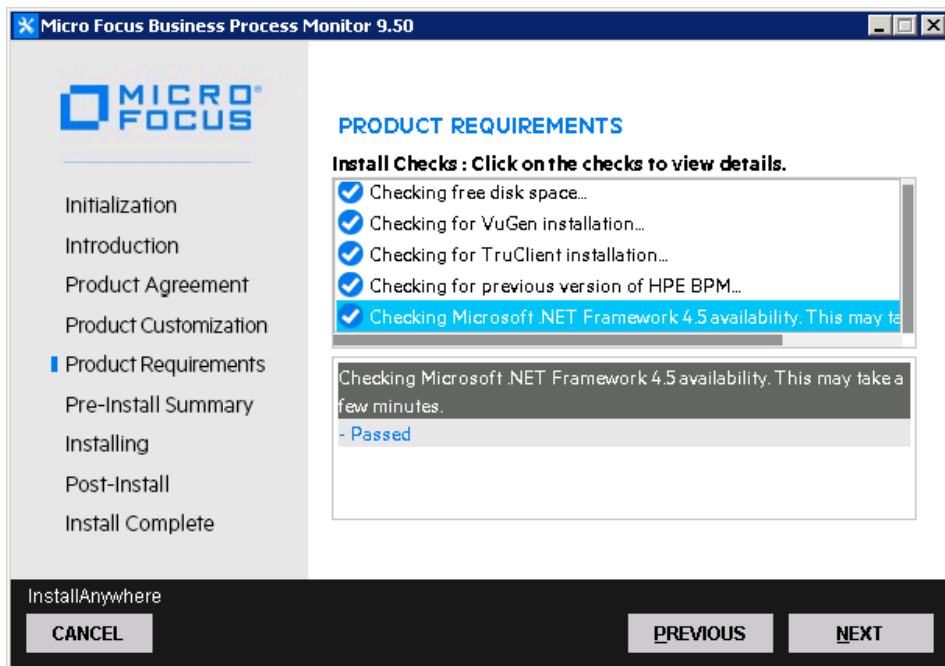 Micro Focus Business Process Monitor 9.50
MICRO
FOCUS
Initialization
Introduction
Product Agreement
Product Customization
Product Requirements
Pre-Install Summary
Installing
Post-Install
Install Complete
PRODUCT REQUIREMENTS
Install Checks : Click on the checks to view details.
Checking free disk space...
Checking for VuGen installation...
Checking for TruClient installation...
Checking for previous version of HPE BPM...
Checking Microsoft .NET Framework 4.5 availability. This may ta
Checking Microsoft .NET Framework 4.5 availability. This may take a
few minutes.
- Passed
InstallAnywhere
CANCEL
PREVIOUS
NEXT